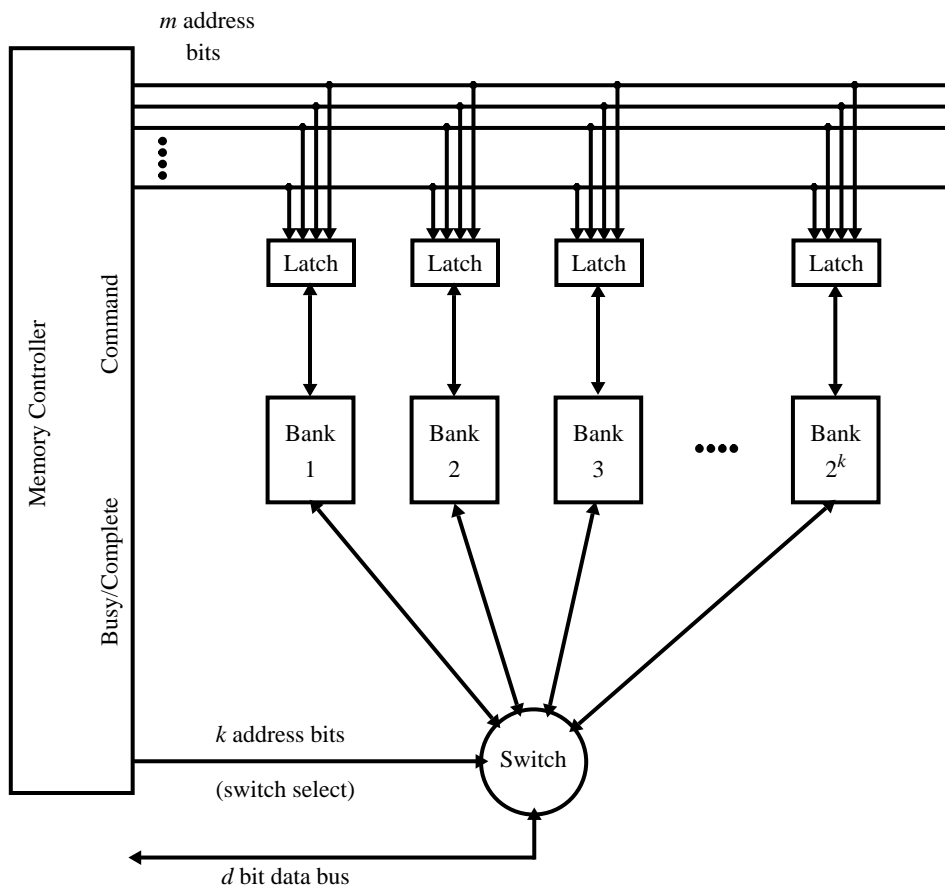 m address
bits
Memory Controller
Command
Busy/Complete
Latch
Latch
Latch
Latch
Bank
1
Bank
2
Bank
3
Bank
2^k
k address bits
(switch select)
Switch
d bit data bus